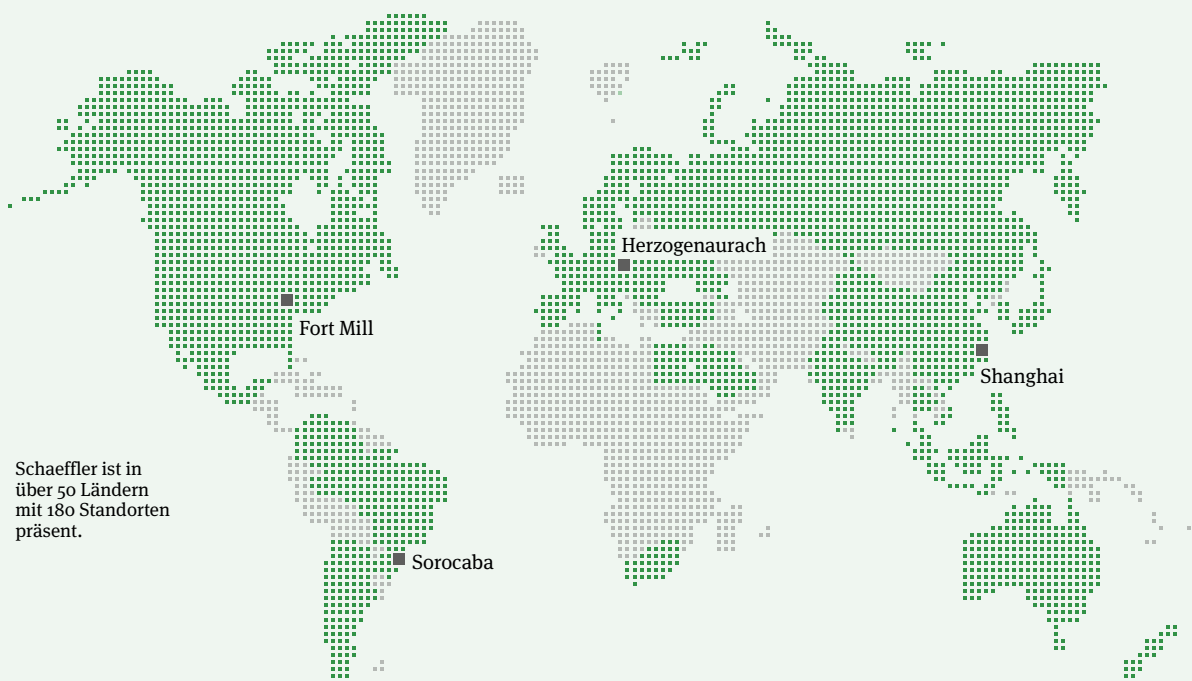 Herzogenaurach
Fort Mill
Shanghai
Schaeffler ist in
über 50 Ländern
mit 180 Standorten
präsent.
Sorocaba